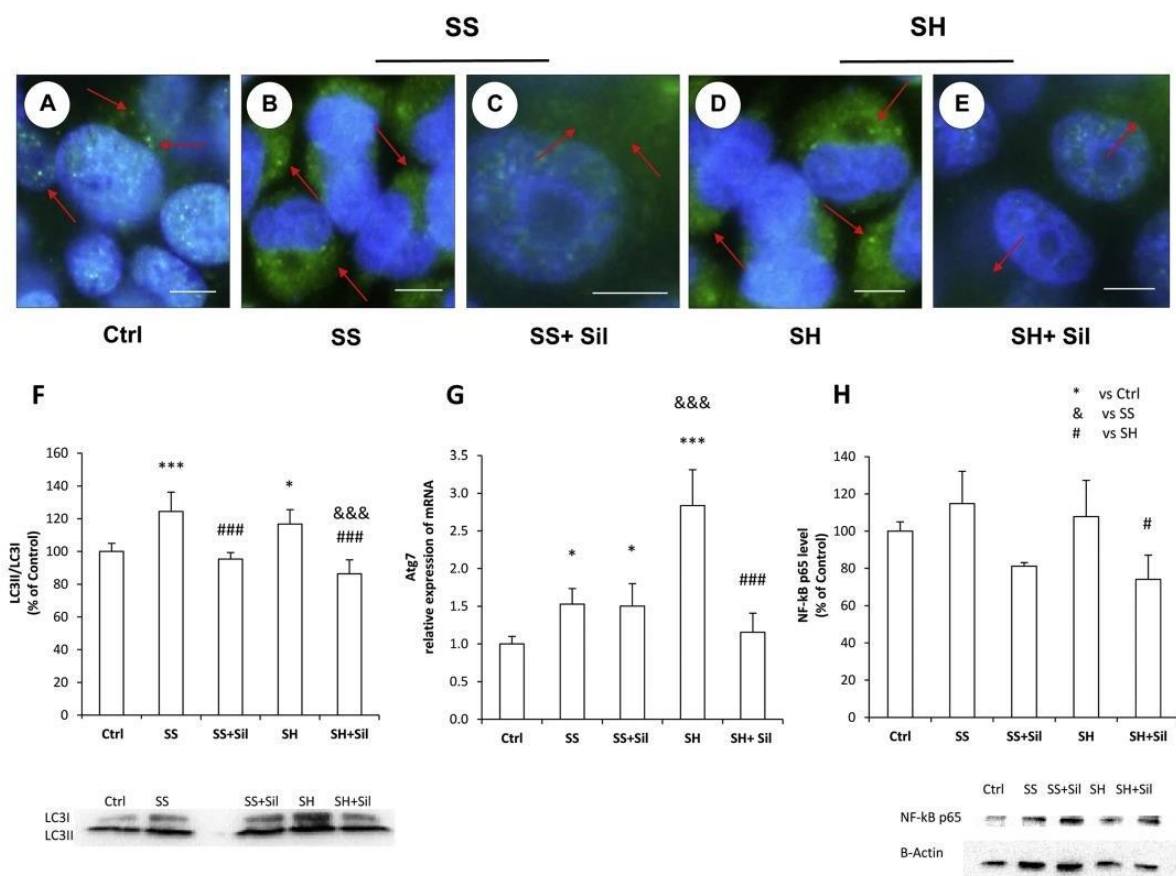 SS SH
A B C D E
Ctrl SS SS+ Sil SH SH+ Sil
F
LC3II/LC3I
(% of Control)
160
140
120
100
80
60
40
20
0
***
###
*
&&&
###
Ctrl SS SS+Sil SH SH+Sil
Ctrl SS SS+Sil SH SH+Sil
LC3I
LC3II
G
Atg7
relative expression of mRNA
3.5
3.0
2.5
2.0
1.5
1.0
0.5
0.0
*
*
&&&
***
###
Ctrl SS SS+Sil SH SH+ Sil
H
* vs Ctrl
& vs SS
# vs SH
NF-kB p65 level
(% of Control)
140
120
100
80
60
40
20
0
#
Ctrl SS SS+Sil SH SH+Sil
Ctrl SS SS+Sil SH SH+Sil
NF-kB p65
B-Actin